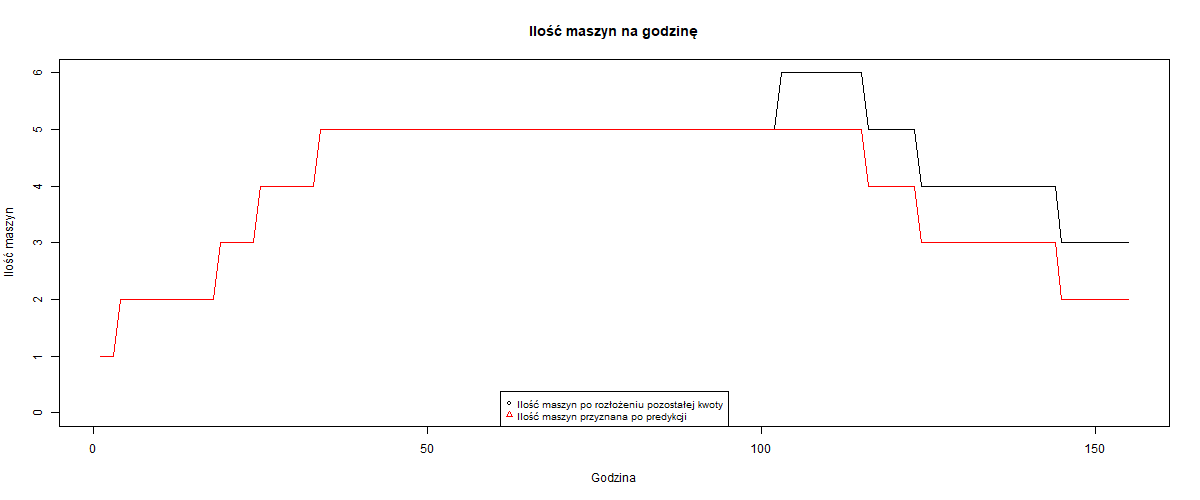 Ilość maszyn na godzinę
Ilość maszyn
6
5
4
3
2
1
0
Ilość maszyn po rozłożeniu pozostałej kwoty
Ilość maszyn przyznana po predykcji
0 50 100 150
Godzina